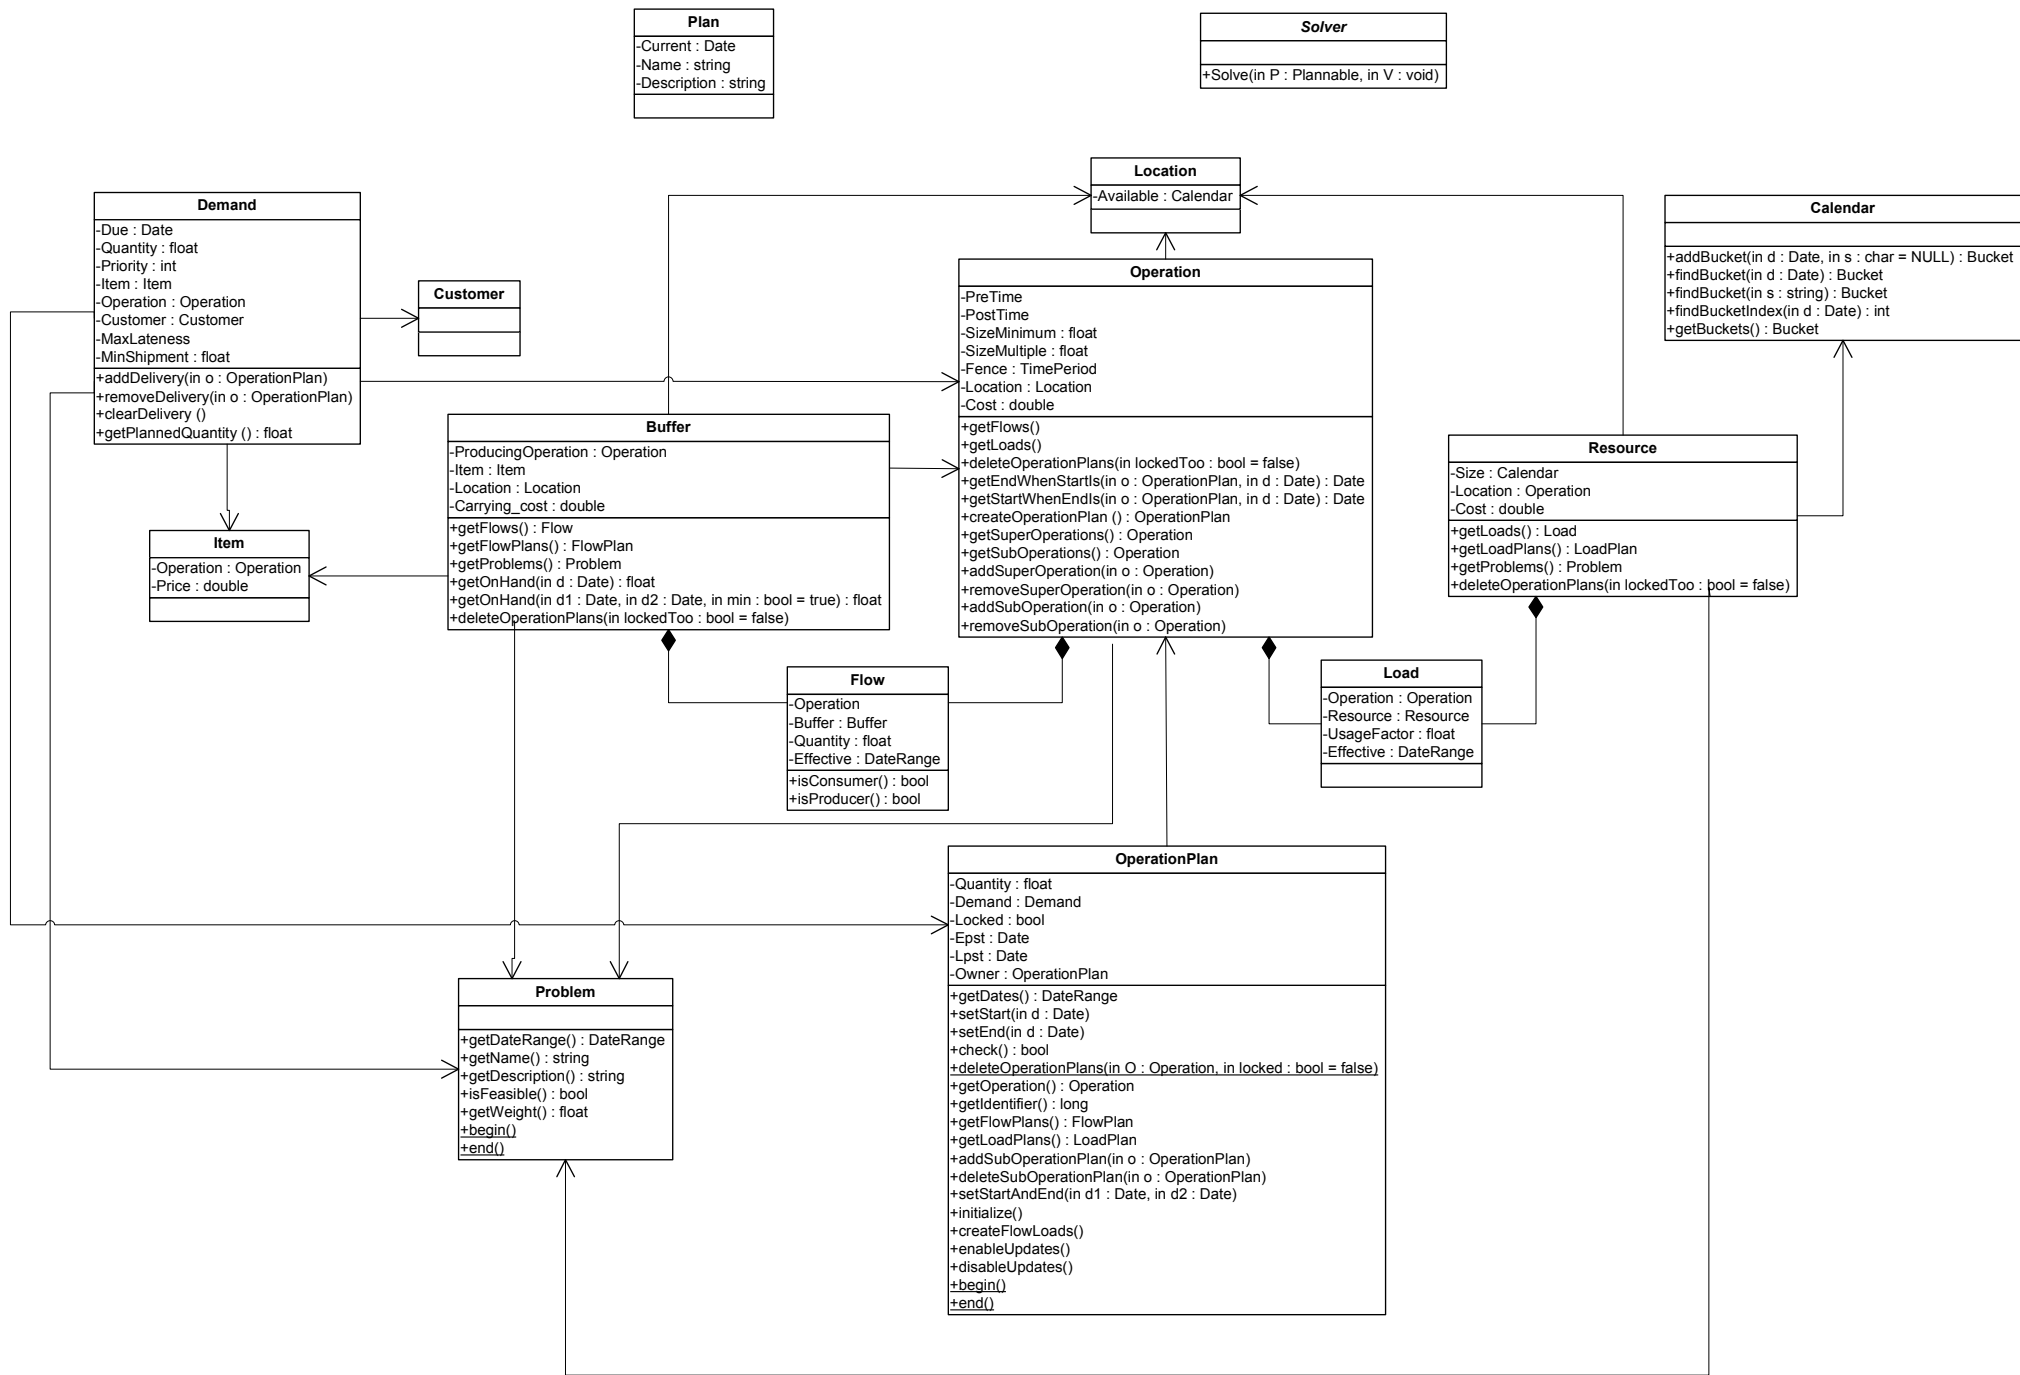 Plan
-Current : Date
-Name : string
-Description : string
Solver
+Solve(in P : Plannable, in V : void)
Location
-Available : Calendar
Demand
-Due : Date
-Quantity : float
-Priority : int
-Item : Item
-Operation : Operation
-Customer : Customer
-MaxLateness
-MinShipment : float
+addDelivery(in o : OperationPlan)
+removeDelivery(in o : OperationPlan)
+clearDelivery ()
+getPlannedQuantity () : float
Customer
Calendar
+addBucket(in d : Date, in s : char = NULL) : Bucket
+findBucket(in d : Date) : Bucket
+findBucket(in s : string) : Bucket
+findBucketIndex(in d : Date) : int
+getBuckets() : Bucket
Operation
-PreTime
-PostTime
-SizeMinimum : float
-SizeMultiple : float
-Fence : TimePeriod
-Location : Location
-Cost : double
+getFlows()
+getLoads()
+deleteOperationPlans(in lockedToo : bool = false)
+getEndWhenStartIs(in o : OperationPlan, in d : Date) : Date
+getStartWhenEndIs(in o : OperationPlan, in d : Date) : Date
+createOperationPlan () : OperationPlan
+getSuperOperations() : Operation
+getSubOperations() : Operation
+addSuperOperation(in o : Operation)
+removeSuperOperation(in o : Operation)
+addSubOperation(in o : Operation)
+removeSubOperation(in o : Operation)
Buffer
-ProducingOperation : Operation
-Item : Item
-Location : Location
-Carrying_cost : double
+getFlows() : Flow
+getFlowPlans() : FlowPlan
+getProblems() : Problem
+getOnHand(in d : Date) : float
+getOnHand(in d1 : Date, in d2 : Date, in min : bool = true) : float
+deleteOperationPlans(in lockedToo : bool = false)
Resource
-Size : Calendar
-Location : Operation
-Cost : double
+getLoads() : Load
+getLoadPlans() : LoadPlan
+getProblems() : Problem
+deleteOperationPlans(in lockedToo : bool = false)
Item
-Operation : Operation
-Price : double
Flow
-Operation
-Buffer : Buffer
-Quantity : float
-Effective : DateRange
+isConsumer() : bool
+isProducer() : bool
Load
-Operation : Operation
-Resource : Resource
-UsageFactor : float
-Effective : DateRange
OperationPlan
-Quantity : float
-Demand : Demand
-Locked : bool
-Epst : Date
-Lpst : Date
-Owner : OperationPlan
+getDates() : DateRange
+setStart(in d : Date)
+setEnd(in d : Date)
+check() : bool
+deleteOperationPlans(in O : Operation, in locked : bool = false)
+getOperation() : Operation
+getIdentifier() : long
+getFlowPlans() : FlowPlan
+getLoadPlans() : LoadPlan
+addSubOperationPlan(in o : OperationPlan)
+deleteSubOperationPlan(in o : OperationPlan)
+setStartAndEnd(in d1 : Date, in d2 : Date)
+initialize()
+createFlowLoads()
+enableUpdates()
+disableUpdates()
+begin()
+end()
Problem
+getDateRange() : DateRange
+getName() : string
+getDescription() : string
+isFeasible() : bool
+getWeight() : float
+begin()
+end()